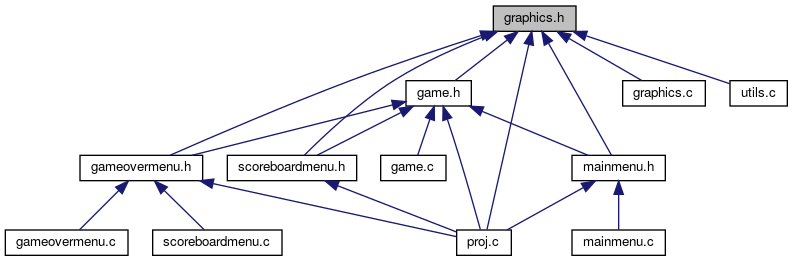 graphics.h
game.h
graphics.c
utils.c
gameovermenu.h
scoreboardmenu.h
game.c
mainmenu.h
gameovermenu.c
scoreboardmenu.c
proj.c
mainmenu.c